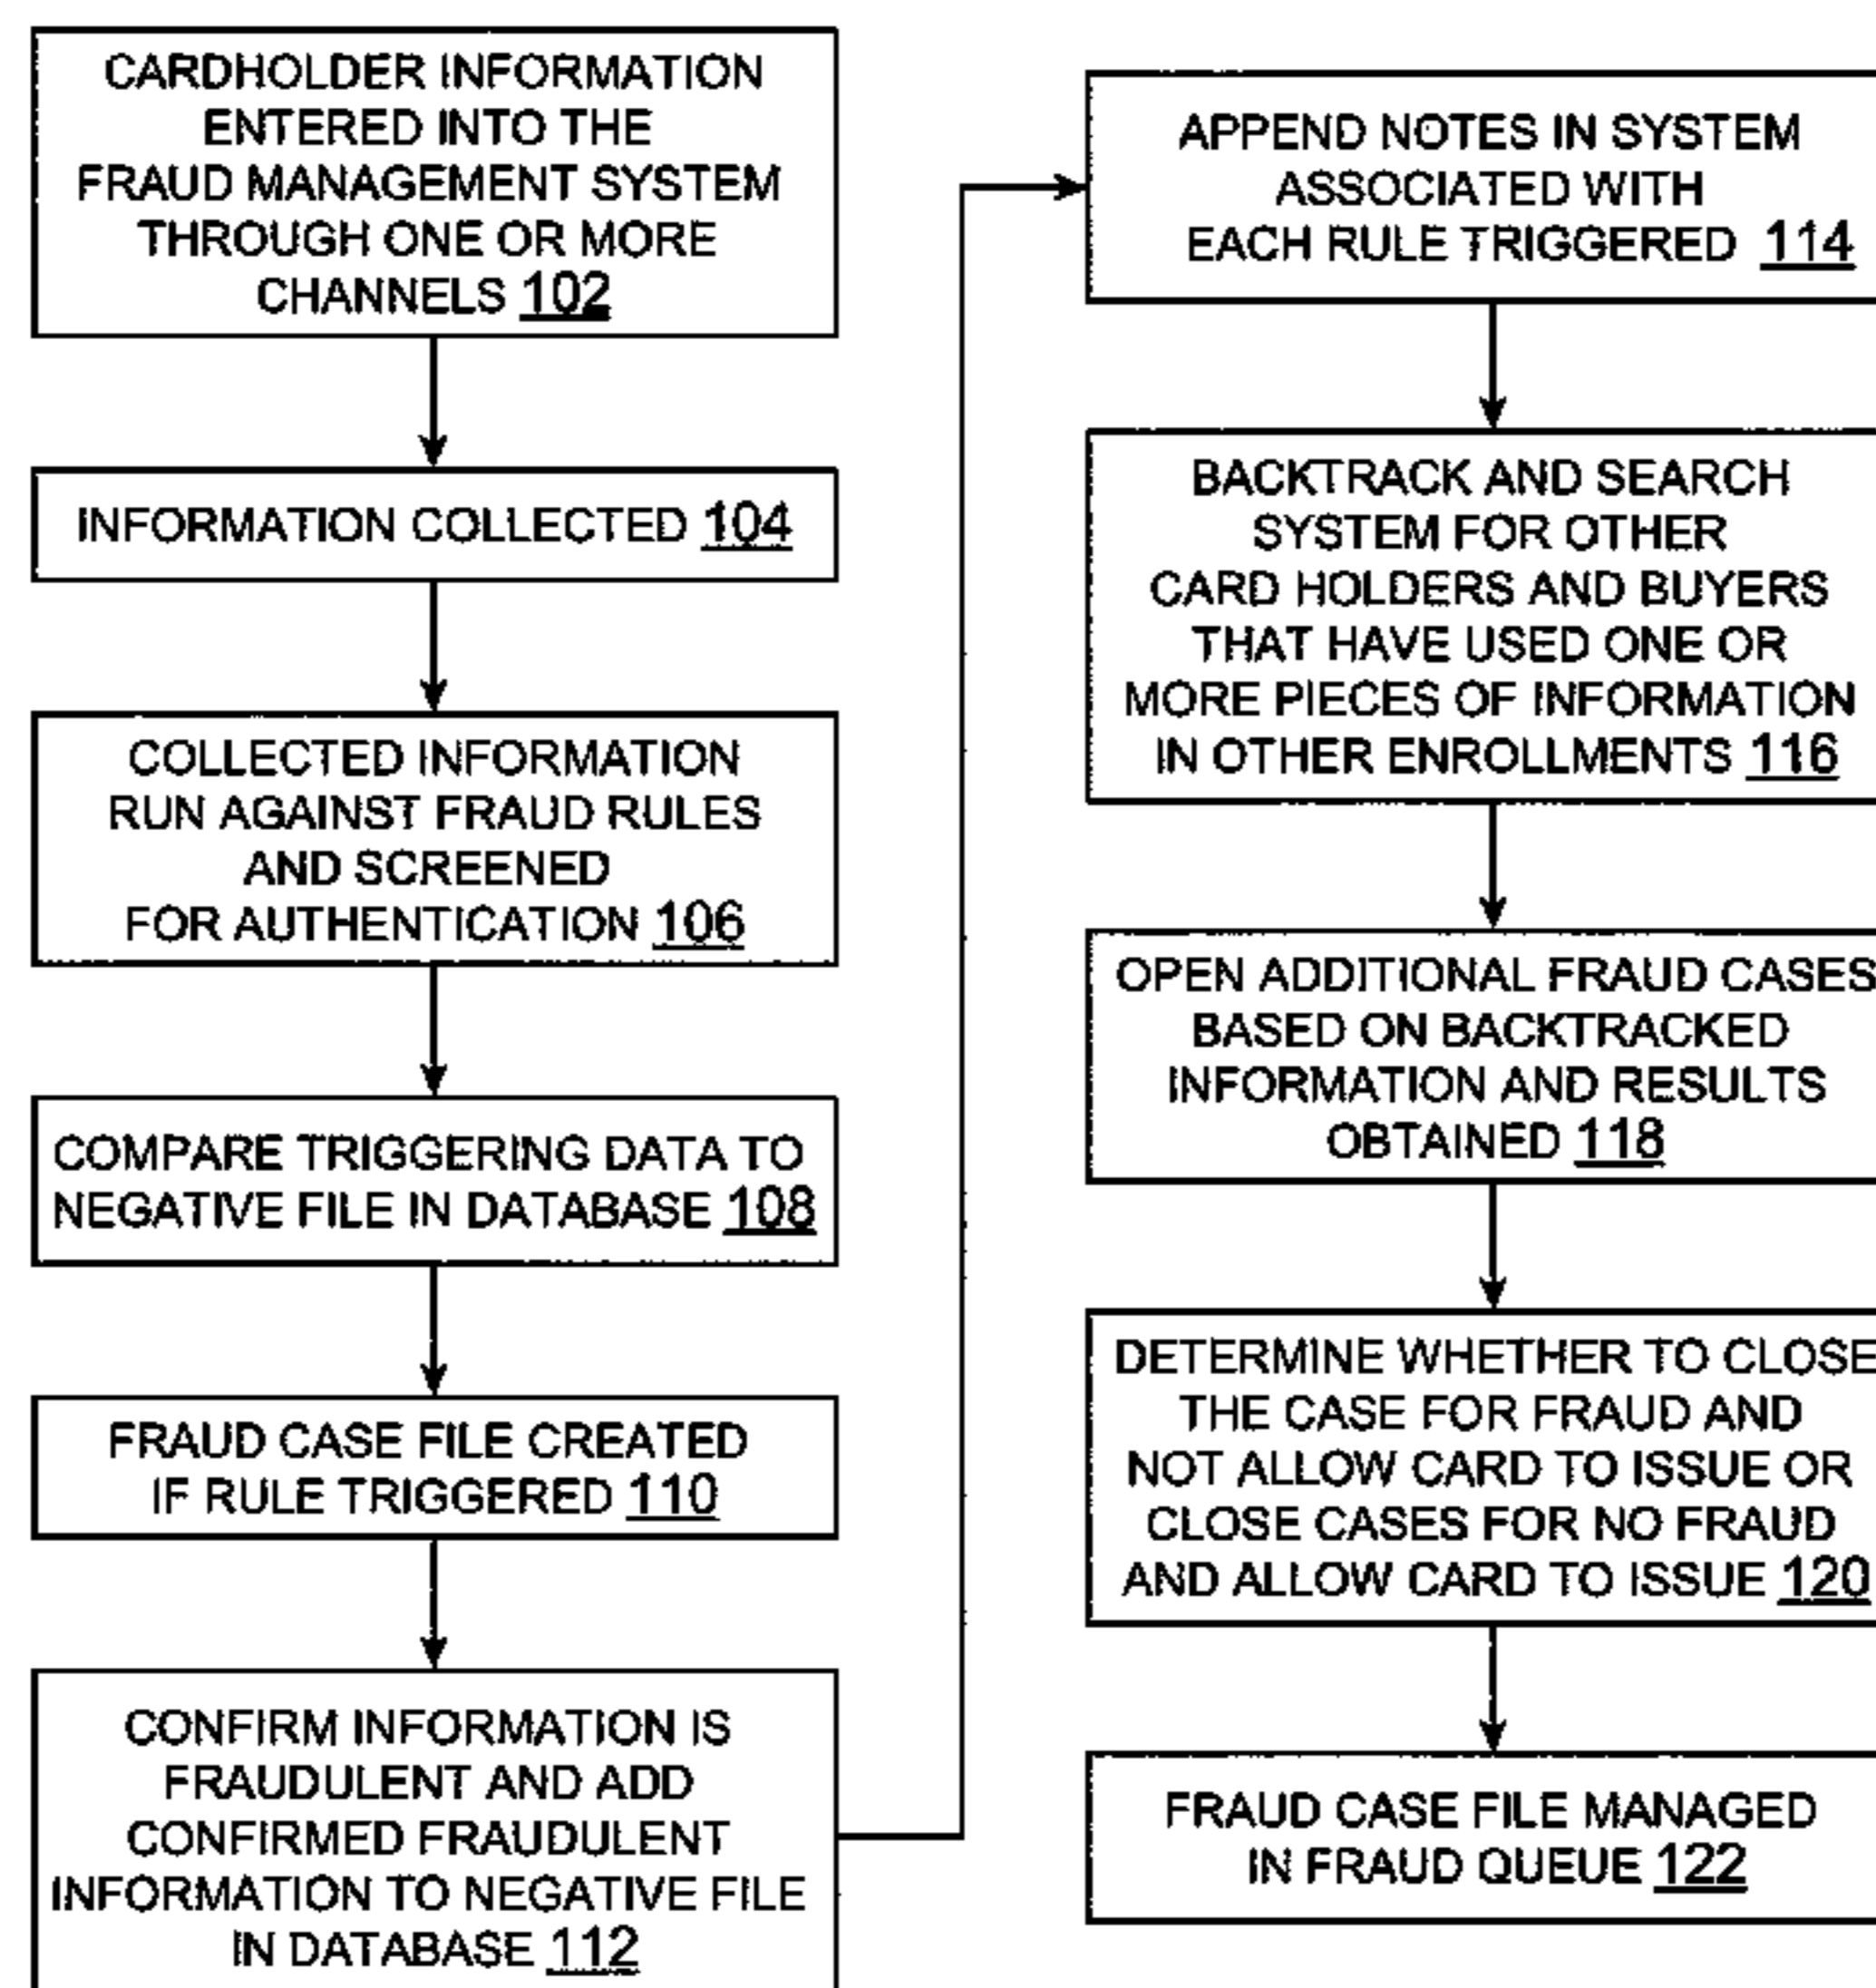 CARDHOLDER INFORMATION
ENTERED INTO THE
FRAUD MANAGEMENT SYSTEM
THROUGH ONE OR MORE
CHANNELS 102
INFORMATION COLLECTED 104
COLLECTED INFORMATION
RUN AGAINST FRAUD RULES
AND SCREENED
FOR AUTHENTICATION 106
COMPARE TRIGGERING DATA TO
NEGATIVE FILE IN DATABASE 108
FRAUD CASE FILE CREATED
IF RULE TRIGGERED 110
CONFIRM INFORMATION IS
FRAUDULENT AND ADD
CONFIRMED FRAUDULENT
INFORMATION TO NEGATIVE FILE
IN DATABASE 112
APPEND NOTES IN SYSTEM
ASSOCIATED WITH
EACH RULE TRIGGERED 114
BACKTRACK AND SEARCH
SYSTEM FOR OTHER
CARD HOLDERS AND BUYERS
THAT HAVE USED ONE OR
MORE PIECES OF INFORMATION
IN OTHER ENROLLMENTS 116
OPEN ADDITIONAL FRAUD CASES
BASED ON BACKTRACKED
INFORMATION AND RESULTS
OBTAINED 118
DETERMINE WHETHER TO CLOSE
THE CASE FOR FRAUD AND
NOT ALLOW CARD TO ISSUE OR
CLOSE CASES FOR NO FRAUD
AND ALLOW CARD TO ISSUE 120
FRAUD CASE FILE MANAGED
IN FRAUD QUEUE 122